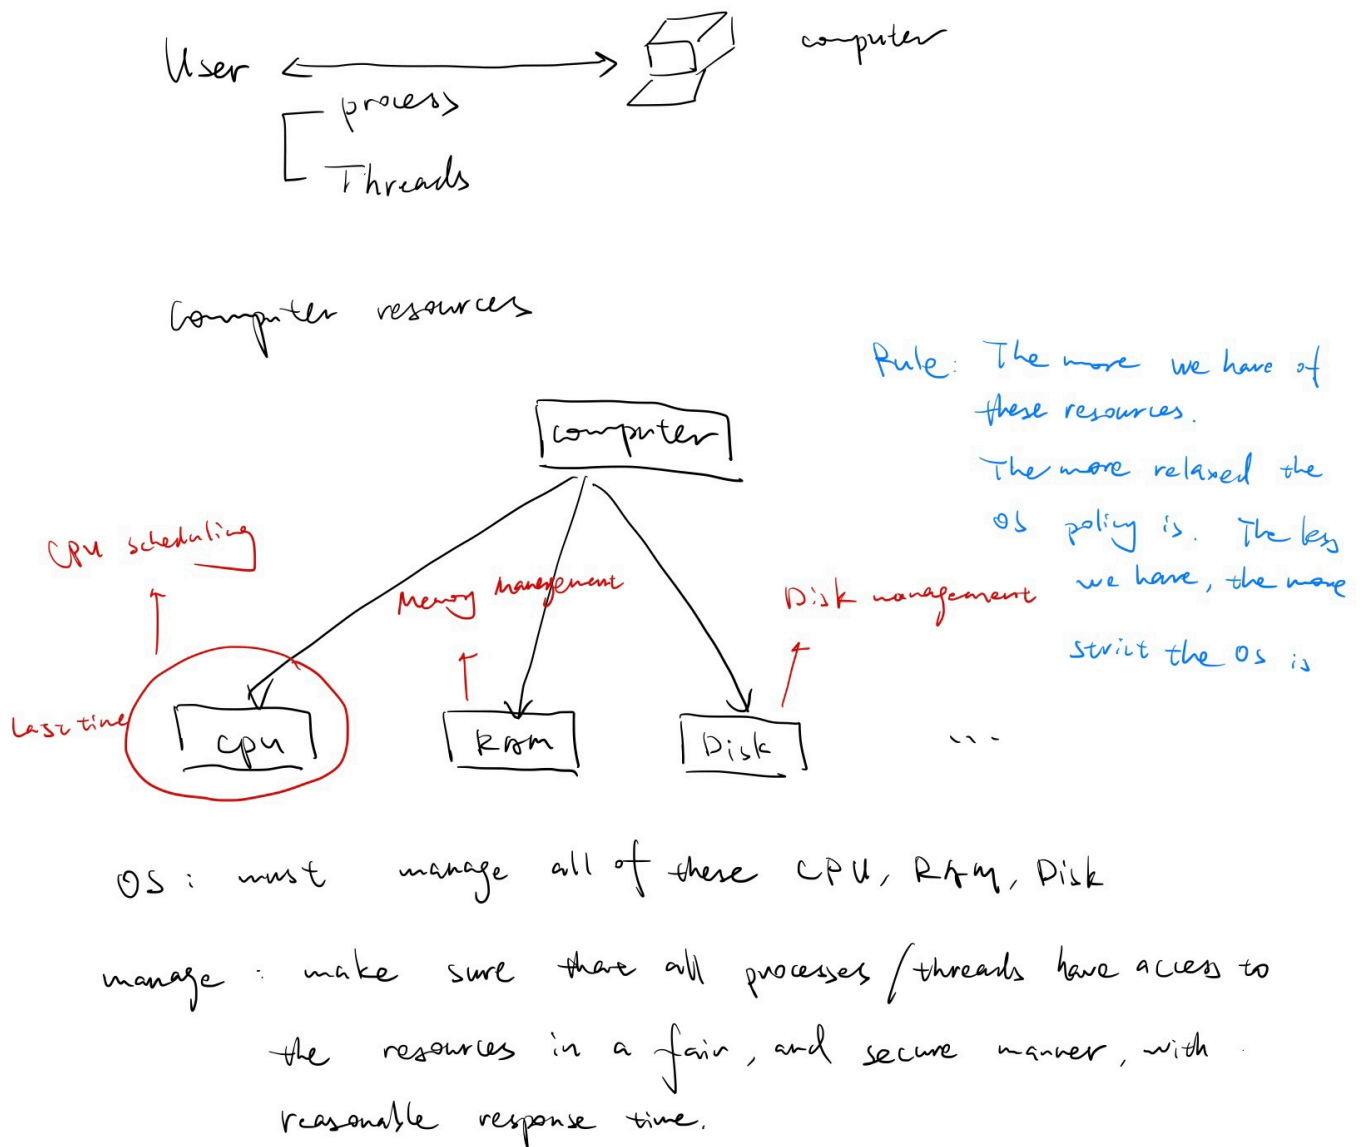 User
computer
process
Threads
Computer resources
Rule: The more we have of
these resources.
The more relaxed the
OS policy is. The less
we have, the more
strict the OS is
computer
CPU scheduling
Memory Management
Disk management
Last time
CPU
RAM
Disk
...
OS : must manage all of these CPU, RAM, Disk
manage : make sure that all processes/threads have access to
the resources in a fair, and secure manner, with
reasonable response time.